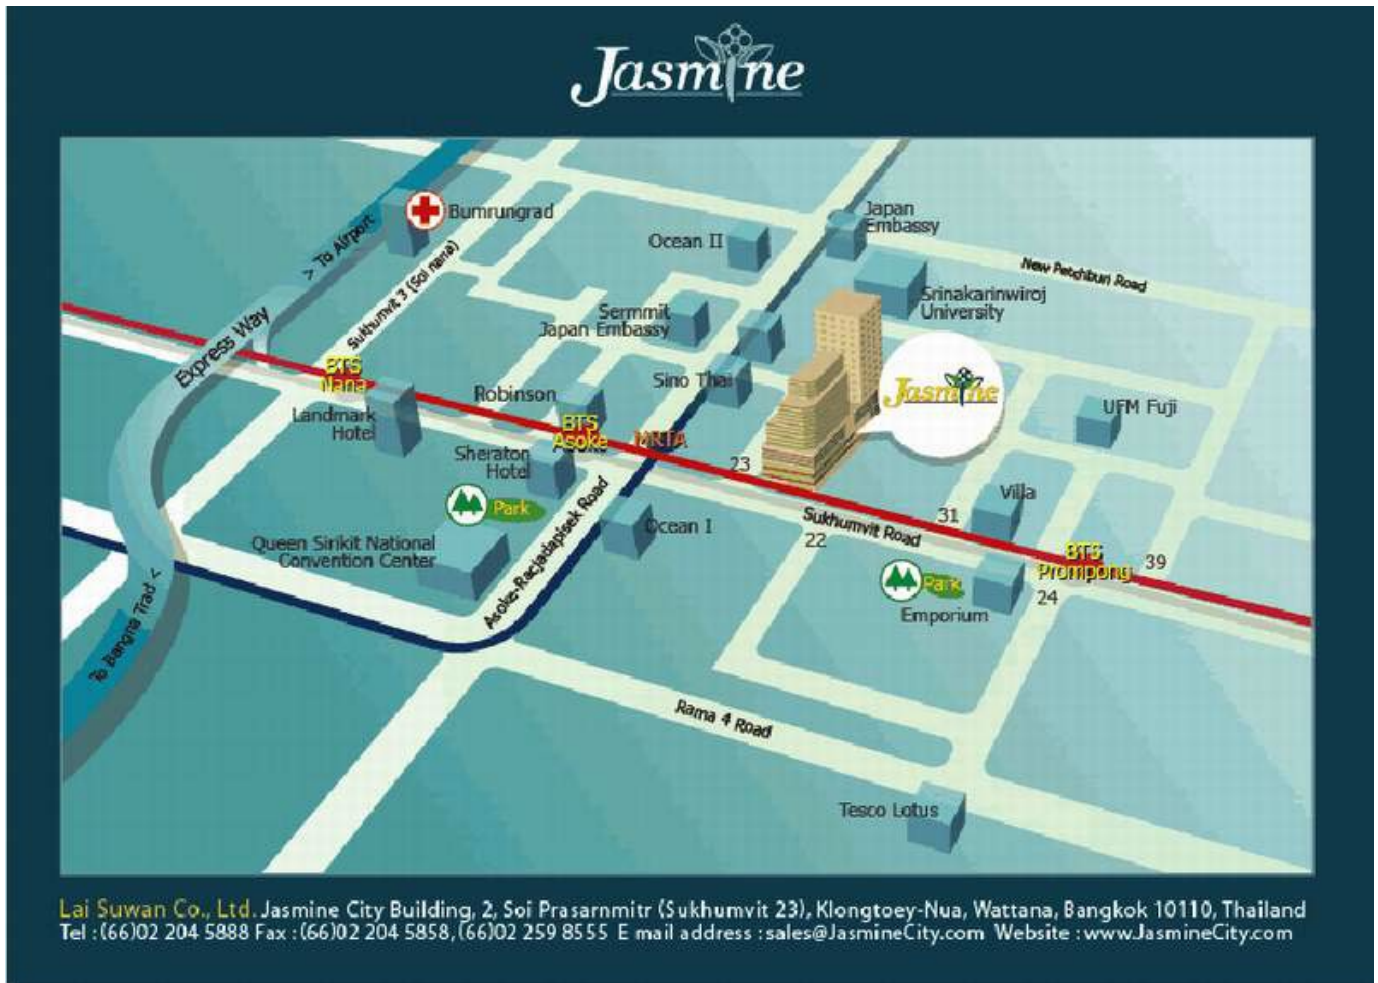 Jasmine
Bumrungrad
> To Airport
Sukhumvit 3 (Soi nana)
Express Way
Japan
Embassy
Ocean II
New Petchburi Road
Srinakarinwiroj
University
Sermmit
Japan Embassy
Sino Thai
Jasmine
BTS
Nana
Landmark
Hotel
Robinson
BTS
Asoke
Asoke
MRTA
UFM Fuji
Sheraton
Hotel
23
Park
Villa
31
Sukhumvit Road
22
Ocean I
Asoke-Racjadapisek Road
Queen Sirikit National
Convention Center
BTS
Prompong
39
24
Park
Emporium
To Bangna Trad <
Rama 4 Road
Tesco Lotus
Lai Suwan Co., Ltd. Jasmine City Building, 2, Soi Prasarnmitr (Sukhumvit 23), Klongtoey-Nua, Wattana, Bangkok 10110, Thailand
Tel :(66)02 204 5888 Fax :(66)02 204 5858, (66)02 259 8555 E mail address :sales@JasmineCity.com Website :www.JasmineCity.com